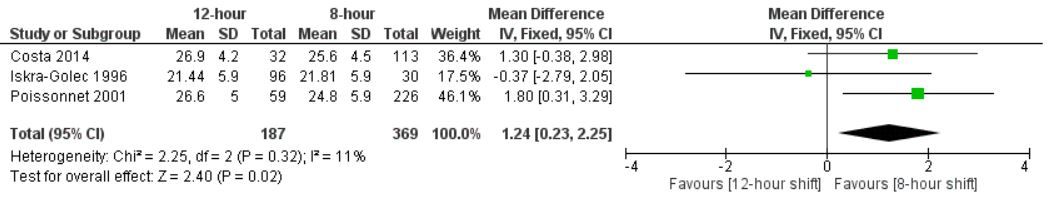 12-hour 8-hour Mean Difference Mean Difference
Study or Subgroup Mean SD Total Mean SD Total Weight IV, Fixed, 95% CI IV, Fixed, 95% CI
Costa 2014 26.9 4.2 32 25.6 4.5 113 36.4% 1.30 [-0.38, 2.98]
Iskra-Golec 1996 21.44 5.9 96 21.81 5.9 30 17.5% -0.37 [-2.79, 2.05]
Poissonnet 2001 26.6 5 59 24.8 5.9 226 46.1% 1.80 [0.31, 3.29]
Total (95% CI) 187 369 100.0% 1.24 [0.23, 2.25]
Heterogeneity: Chi² = 2.25, df = 2 (P = 0.32); I² = 11%
Test for overall effect: Z = 2.40 (P = 0.02)
-4 -2 0 2 4
Favours [12-hour shift] Favours [8-hour shift]